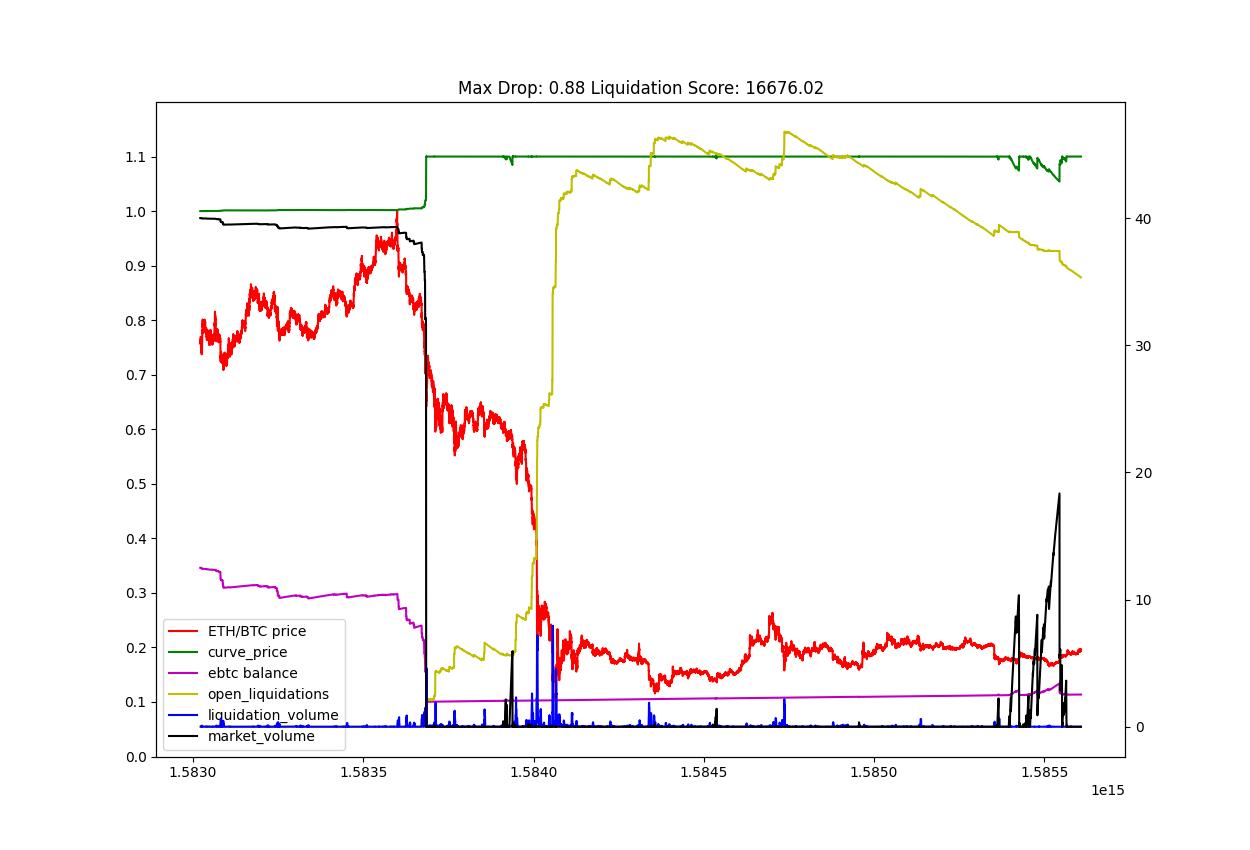 Max Drop: 0.88 Liquidation Score: 16676.02
1.1
1.0
0.9
0.8
0.7
0.6
0.5
0.4
0.3
0.2
0.1
0.0
40
30
20
10
0
ETH/BTC price
curve_price
ebtc balance
open_liquidations
liquidation_volume
market_volume
1.5830 1.5835 1.5840 1.5845 1.5850 1.5855
1e15